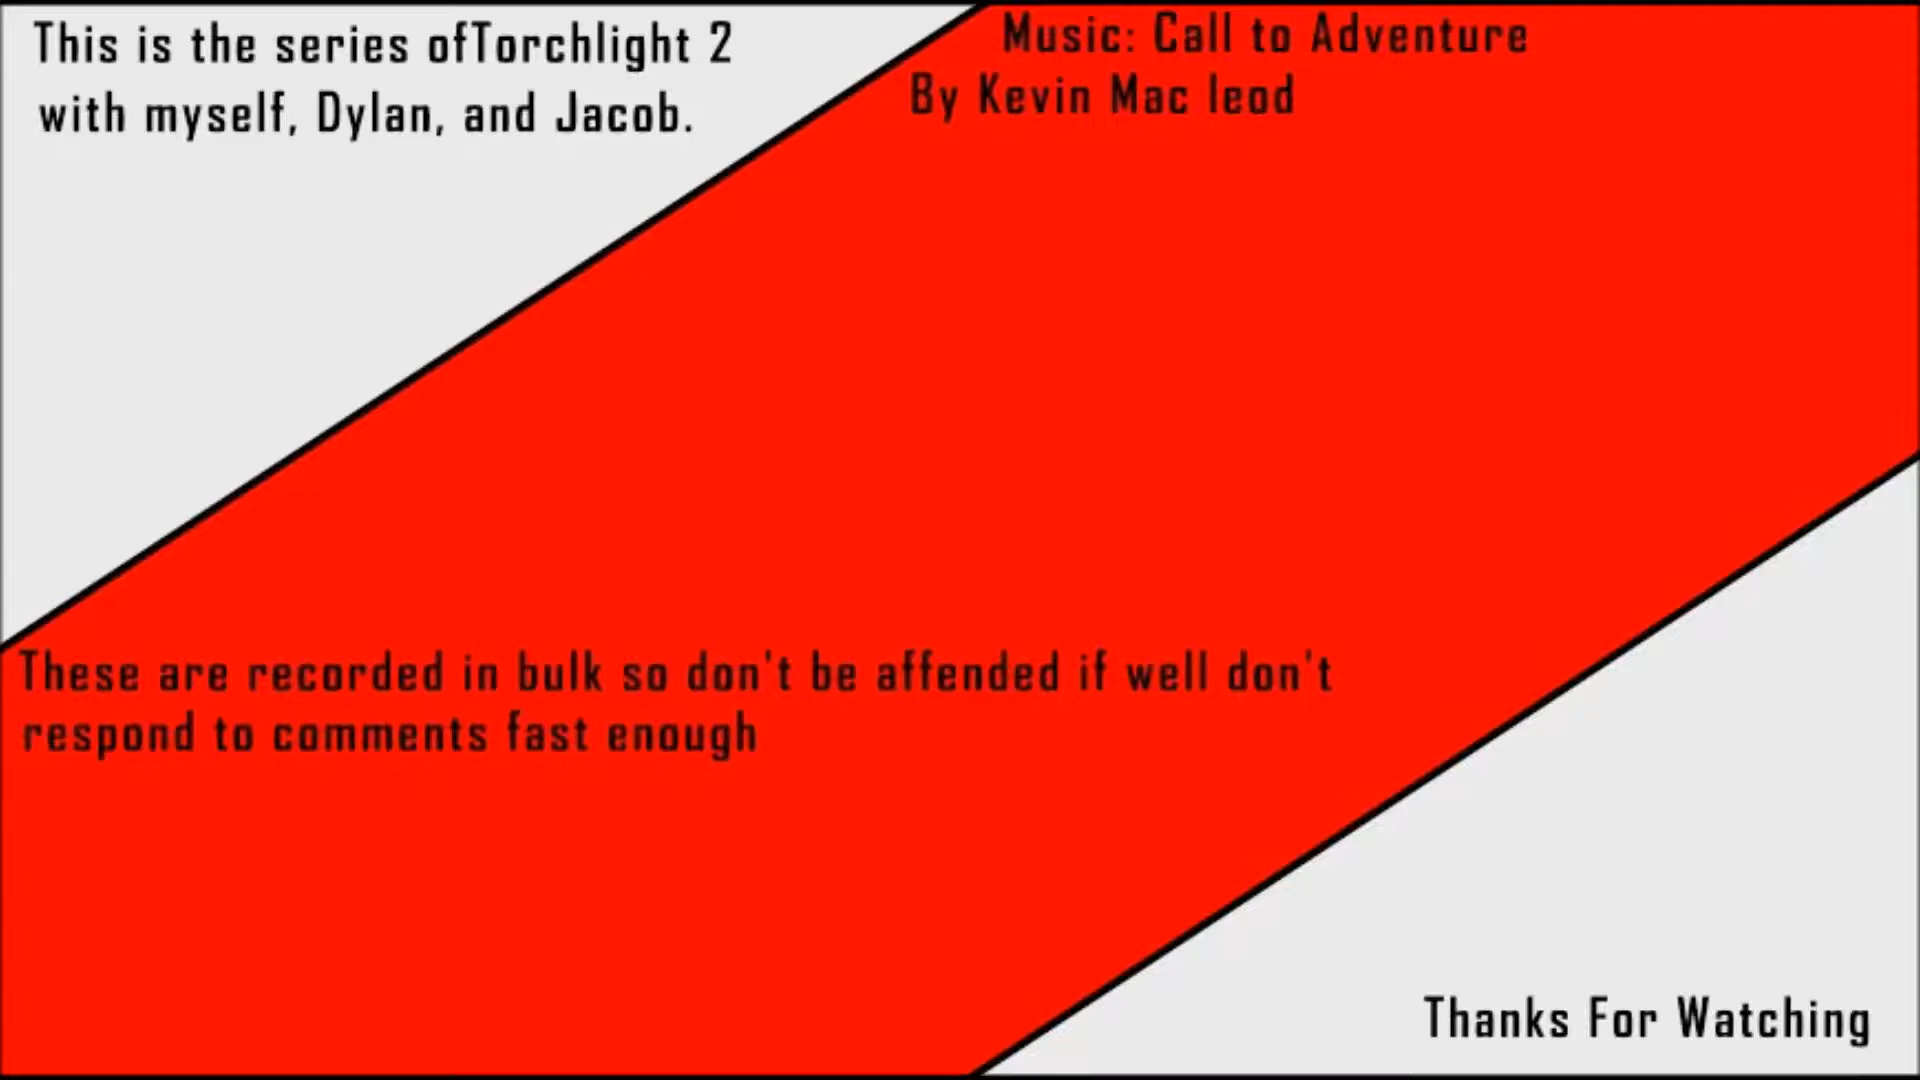 This is the series ofTorchlight 2
with myself, Dylan, and Jacob.
Music: Call to Adventure
By Kevin Mac leod
These are recorded in bulk so don't be affended if well don't
respond to comments fast enough
Thanks For Watching